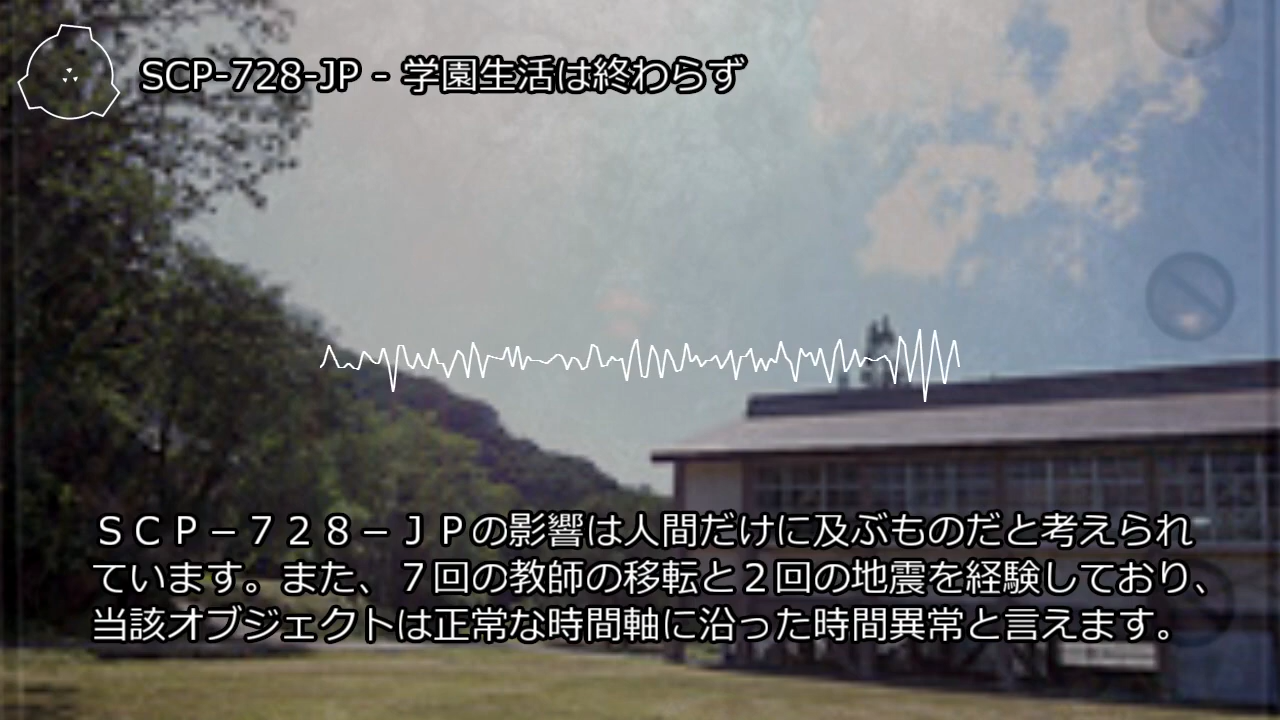 SCP-728-JP - 学園生活は終わらず
ＳＣＰ－７２８－ＪＰの影響は人間だけに及ぶものだと考えられ
ています。また、７回の教師の移転と２回の地震を経験しており、
当該オブジェクトは正常な時間軸に沿った時間異常と言えます。